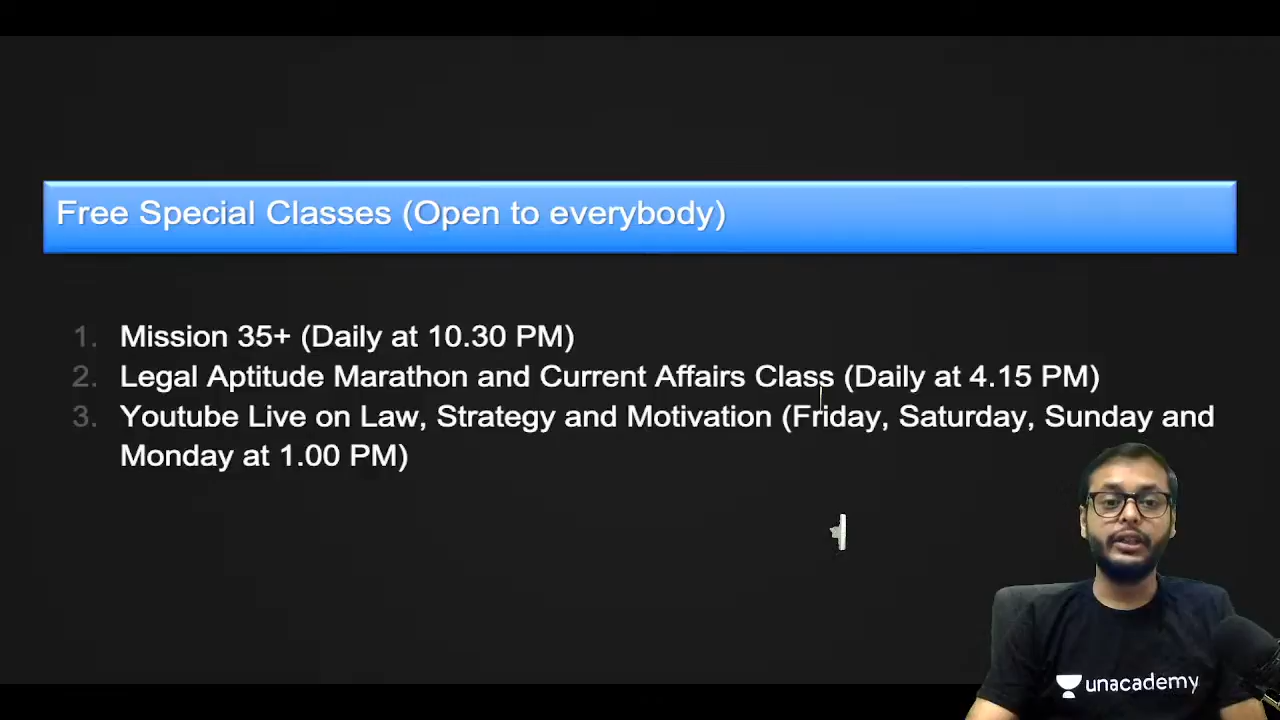 Free Special Classes (Open to everybody)
1. Mission 35+ (Daily at 10.30 PM)
2. Legal Aptitude Marathon and Current Affairs Class (Daily at 4.15 PM)
3. Youtube Live on Law, Strategy and Motivation (Friday, Saturday, Sunday and
Monday at 1.00 PM)
unacademy